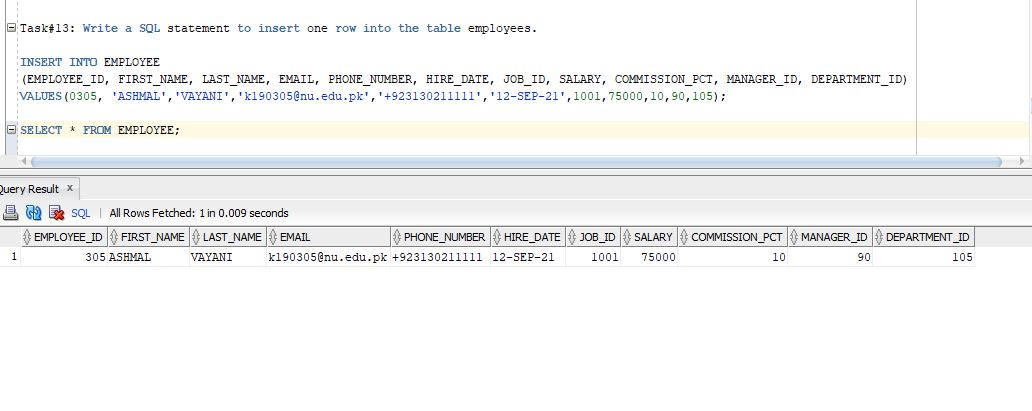 Task#13: Write a SQL statement to insert one row into the table employees.
INSERT INTO EMPLOYEE
(EMPLOYEE_ID, FIRST_NAME, LAST_NAME, EMAIL, PHONE_NUMBER, HIRE_DATE, JOB_ID, SALARY, COMMISSION_PCT, MANAGER_ID, DEPARTMENT_ID)
VALUES(0305, 'ASHMAL','VAYANI','k190305@nu.edu.pk','+923130211111','12-SEP-21',1001,75000,10,90,105);
SELECT * FROM EMPLOYEE;
Query Result x
SQL | All Rows Fetched: 1 in 0.009 seconds
EMPLOYEE_ID FIRST_NAME LAST_NAME EMAIL PHONE_NUMBER HIRE_DATE JOB_ID SALARY COMMISSION_PCT MANAGER_ID DEPARTMENT_ID
1 305 ASHMAL VAYANI k190305@nu.edu.pk +923130211111 12-SEP-21 1001 75000 10 90 105